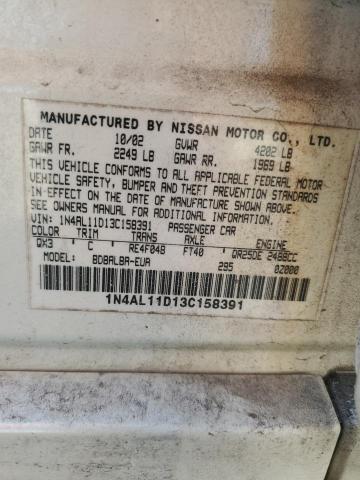 MANUFACTURED BY NISSAN MOTOR CO., LTD.
DATE 10/02 GVWR 4202 LB
GAWR FR. 2249 LB GAWR RR. 1969 LB
THIS VEHICLE CONFORMS TO ALL APPLICABLE FEDERAL MOTOR
VEHICLE SAFETY, BUMPER AND THEFT PREVENTION STANDARDS
IN EFFECT ON THE DATE OF MANUFACTURE SHOWN ABOVE.
SEE OWNERS MANUAL FOR ADDITIONAL INFORMATION.
VIN: 1N4AL11D13C158391 PASSENGER CAR
COLOR TRIM TRANS AXLE ENGINE
QX3 C RE4F04B FT40 QR25DE 2488CC
MODEL: BDBALBA-EUA 295 02000
1N4AL11D13C158391